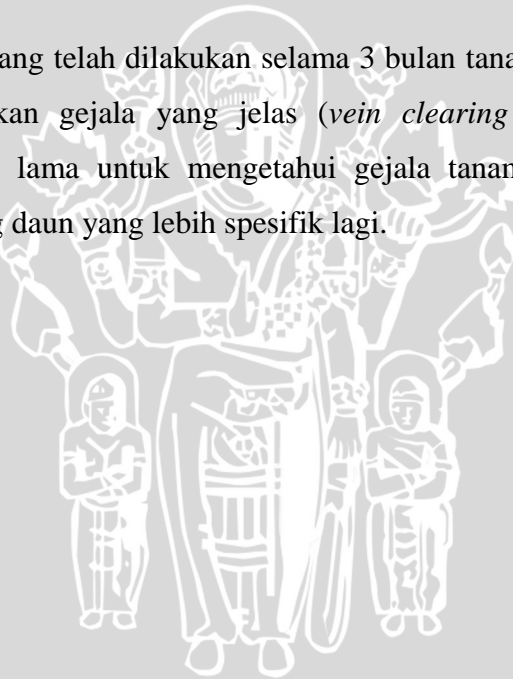 ang telah dilakukan selama 3 bulan tana
kan gejala yang jelas (vein clearing
lama untuk mengetahui gejala tanam
g daun yang lebih spesifik lagi.